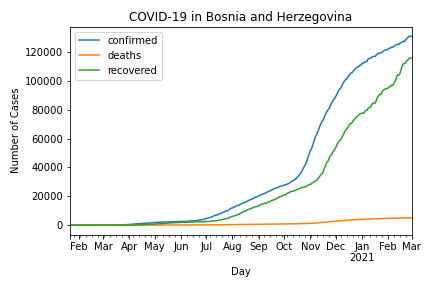 COVID-19 in Bosnia and Herzegovina
confirmed
deaths
recovered
Number of Cases
120000
100000
80000
60000
40000
20000
0
Feb Mar Apr May Jun Jul Aug Sep Oct Nov Dec Jan Feb Mar
2021
Day